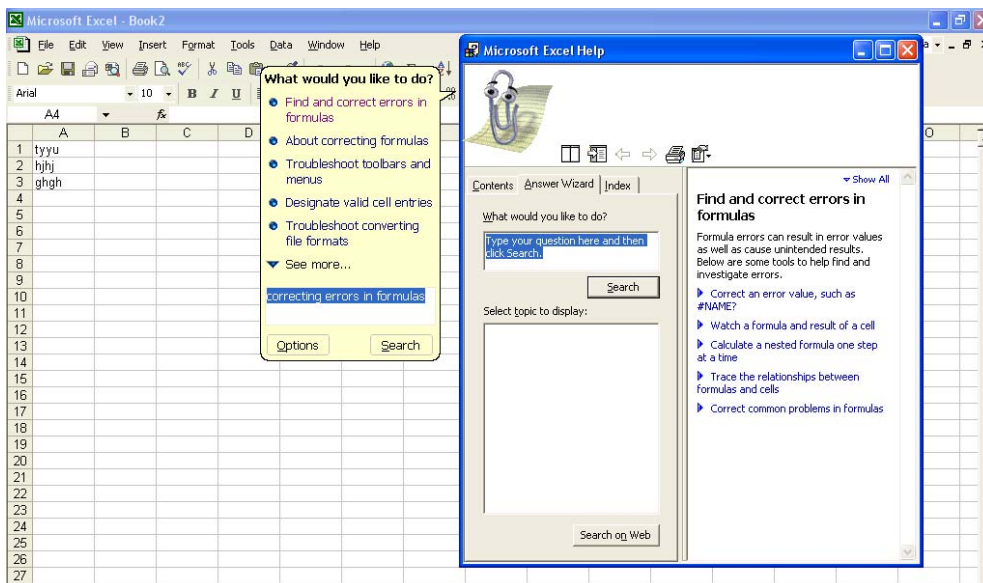 Microsoft Excel - Book2
File Edit View Insert Format Tools Data Window Help
Arial 10 B I U
A4 fx
A B C D O
1 tyyu
2 hjhj
3 ghgh
4
5
6
7
8
9
10
11
12
13
14
15
16
17
18
19
20
21
22
23
24
25
26
27
What would you like to do?
Find and correct errors in
formulas
About correcting formulas
Troubleshoot toolbars and
menus
Designate valid cell entries
Troubleshoot converting
file formats
See more...
correcting errors in formulas
Options Search
Microsoft Excel Help
Contents Answer Wizard Index
What would you like to do?
Type your question here and then
click Search.
Search
Select topic to display:
Search on Web
Show All
Find and correct errors in
formulas
Formula errors can result in error values
as well as cause unintended results.
Below are some tools to help find and
investigate errors.
Correct an error value, such as
#NAME?
Watch a formula and result of a cell
Calculate a nested formula one step
at a time
Trace the relationships between
formulas and cells
Correct common problems in formulas